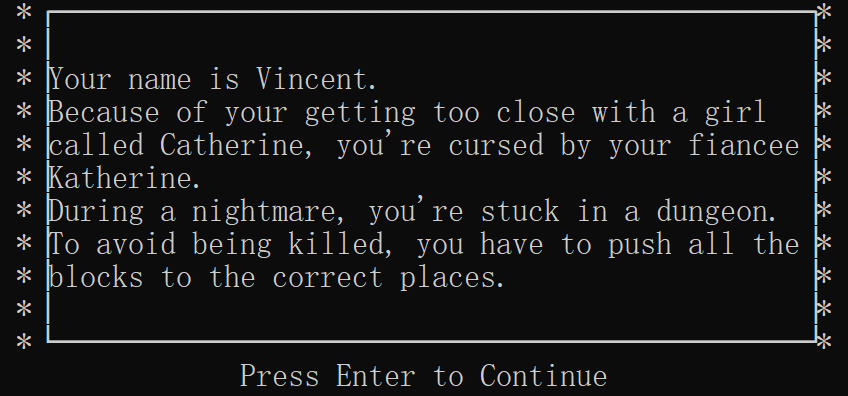 Your name is Vincent.
Because of your getting too close with a girl
called Catherine, you're cursed by your fiancee
Katherine.
During a nightmare, you're stuck in a dungeon.
To avoid being killed, you have to push all the
blocks to the correct places.
Press Enter to Continue